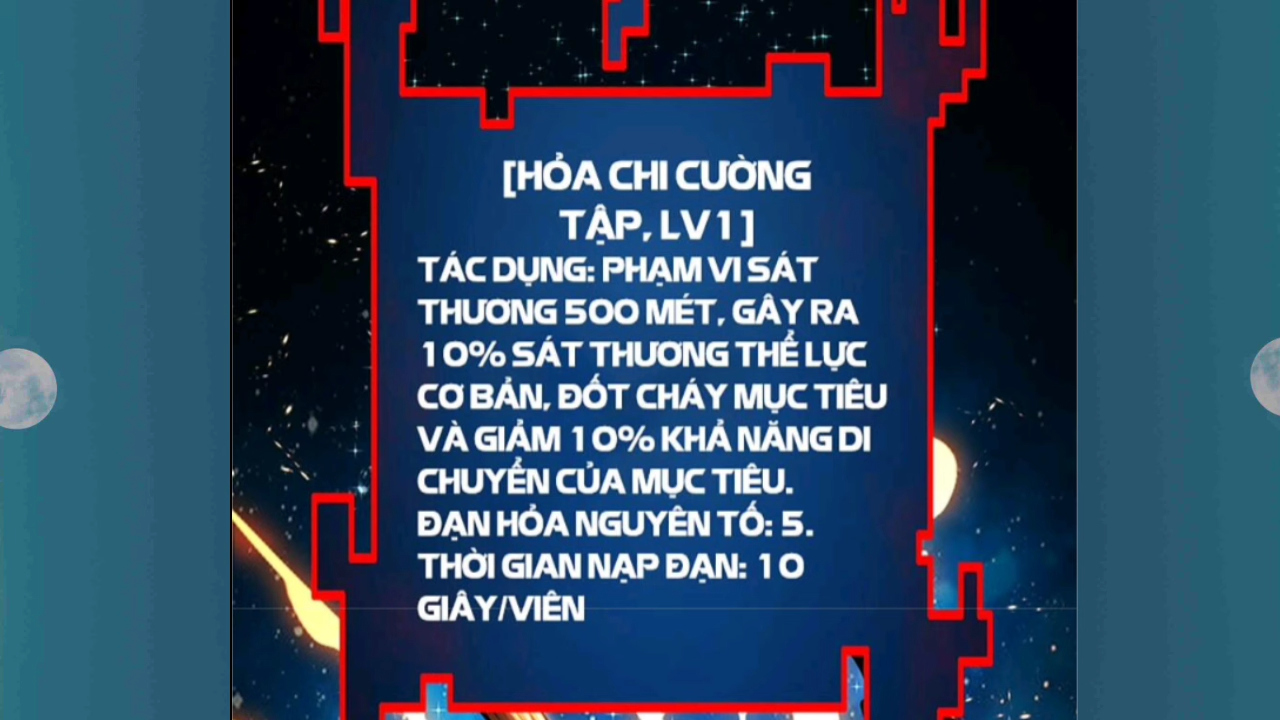 [HỎA CHI CƯỜNG
TẬP, LV1]
TÁC DỤNG: PHẠM VI SÁT
THƯƠNG 500 MÉT, GÂY RA
10% SÁT THƯƠNG THỂ LỰC
CƠ BẢN, ĐỐT CHÁY MỤC TIÊU
VÀ GIẢM 10% KHẢ NĂNG DI
CHUYỂN CỦA MỤC TIÊU.
ĐẠN HỎA NGUYÊN TỐ: 5.
THỜI GIAN NẠP ĐẠN: 10
GIÂY/VIÊN